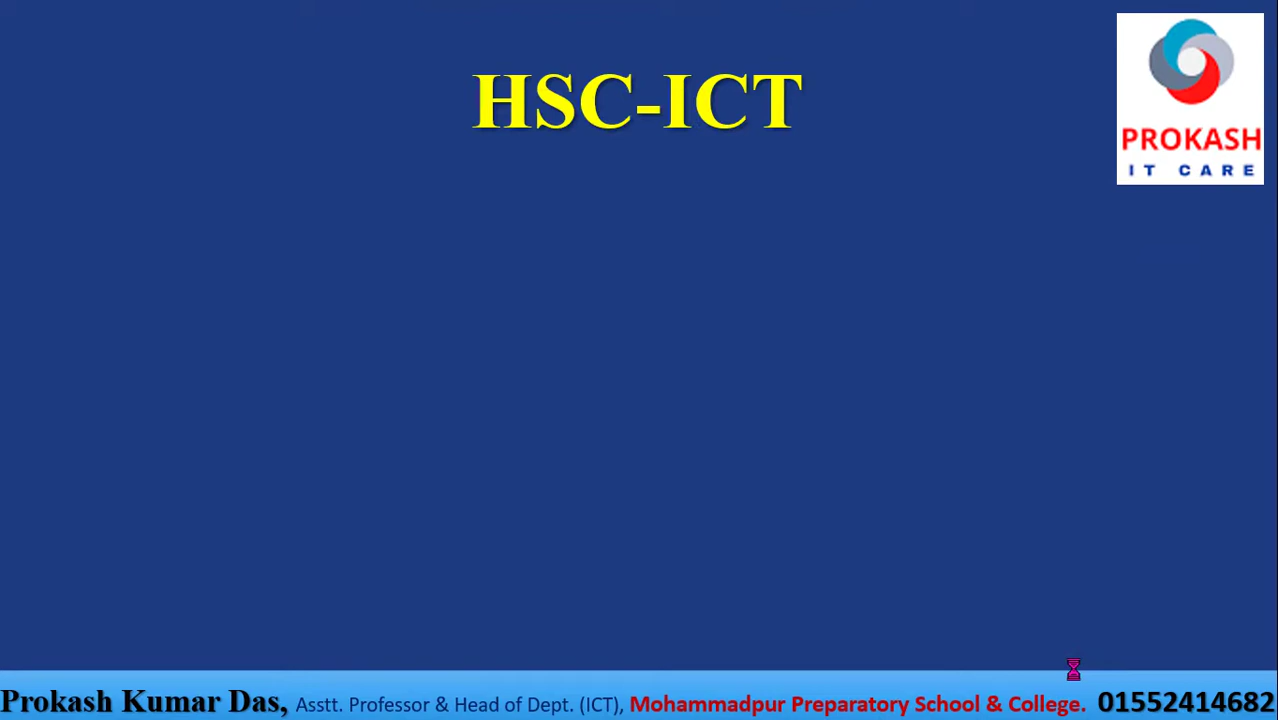 HSC-ICT
PROKASH
IT CARE
Prokash Kumar Das, Asstt. Professor & Head of Dept. (ICT), Mohammadpur Preparatory School & College. 01552414682